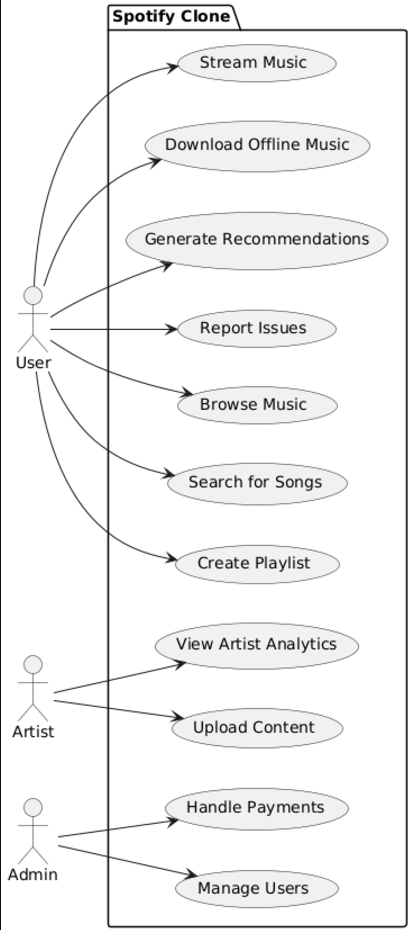 Spotify Clone
Stream Music
Download Offline Music
Generate Recommendations
Report Issues
User
Browse Music
Search for Songs
Create Playlist
View Artist Analytics
Upload Content
Artist
Handle Payments
Admin
Manage Users